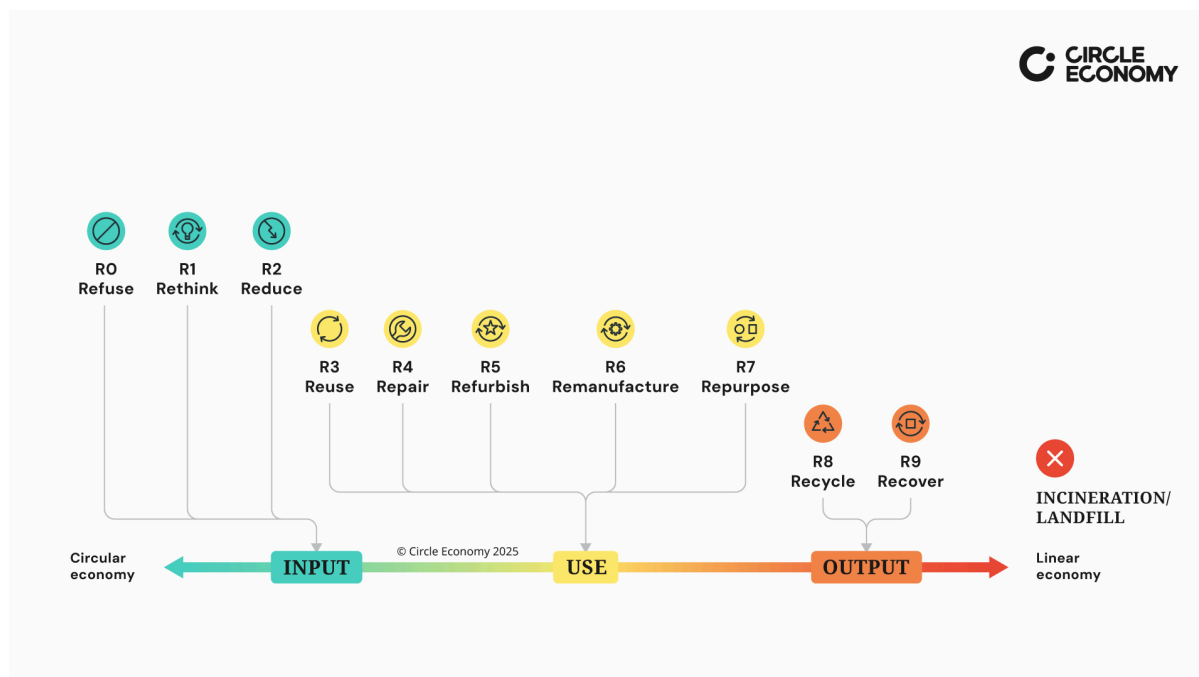 CIRCLE
ECONOMY
R0
Refuse
R1
Rethink
R2
Reduce
R3
Reuse
R4
Repair
R5
Refurbish
R6
Remanufacture
R7
Repurpose
R8
Recycle
R9
Recover
INCINERATION/
LANDFILL
Circular
economy
INPUT
© Circle Economy 2025
USE
OUTPUT
Linear
economy